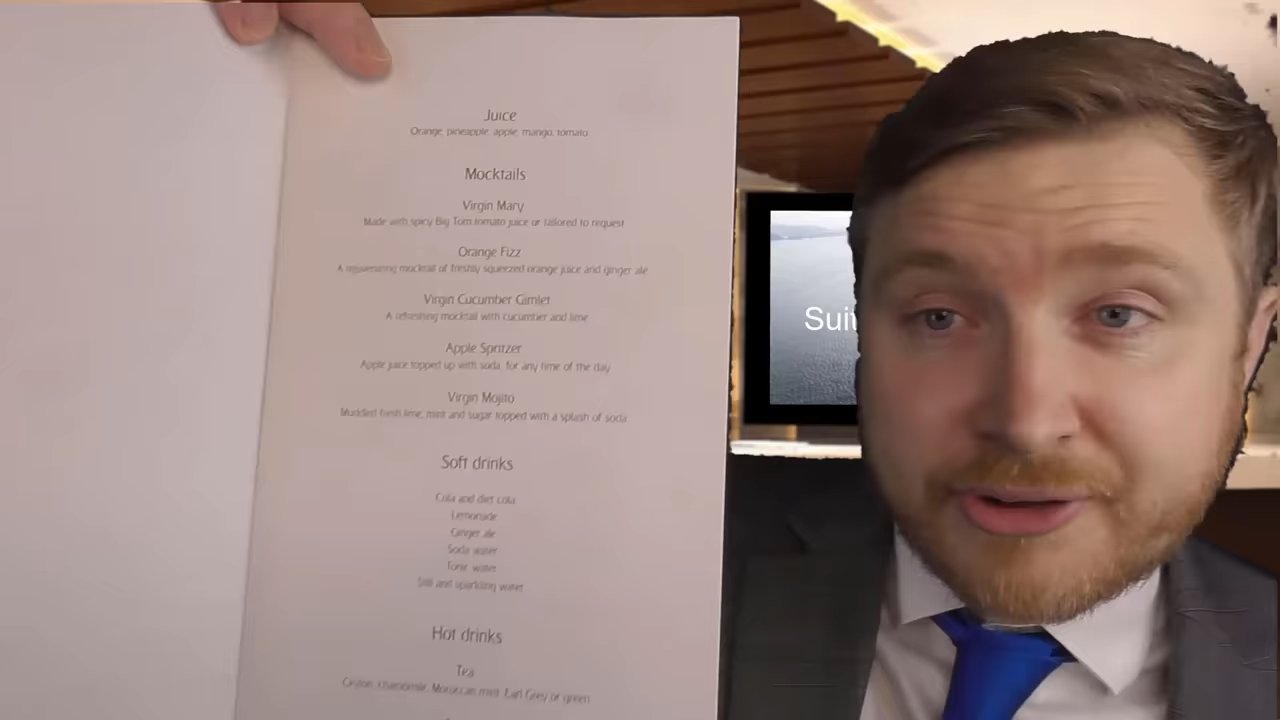 Juice
Orange, pineapple, apple, mango, tomato
Mocktails
Virgin Mary
Made with spicy Big Tom tomato juice or tailored to request
Orange Fizz
A rejuvenating mocktail of freshly squeezed orange juice and ginger ale
Virgin Cucumber Gimlet
A refreshing mocktail with cucumber and lime
Apple Spritzer
Apple juice topped up with soda, for any time of the day
Virgin Mojito
Muddled fresh lime, mint and sugar topped with a splash of soda
Soft drinks
Cola and diet cola
Lemonade
Ginger ale
Soda water
Tonic water
Still and sparkling water
Hot drinks
Tea
Ceylon, chamomile, Moroccan mint, Earl Grey or green